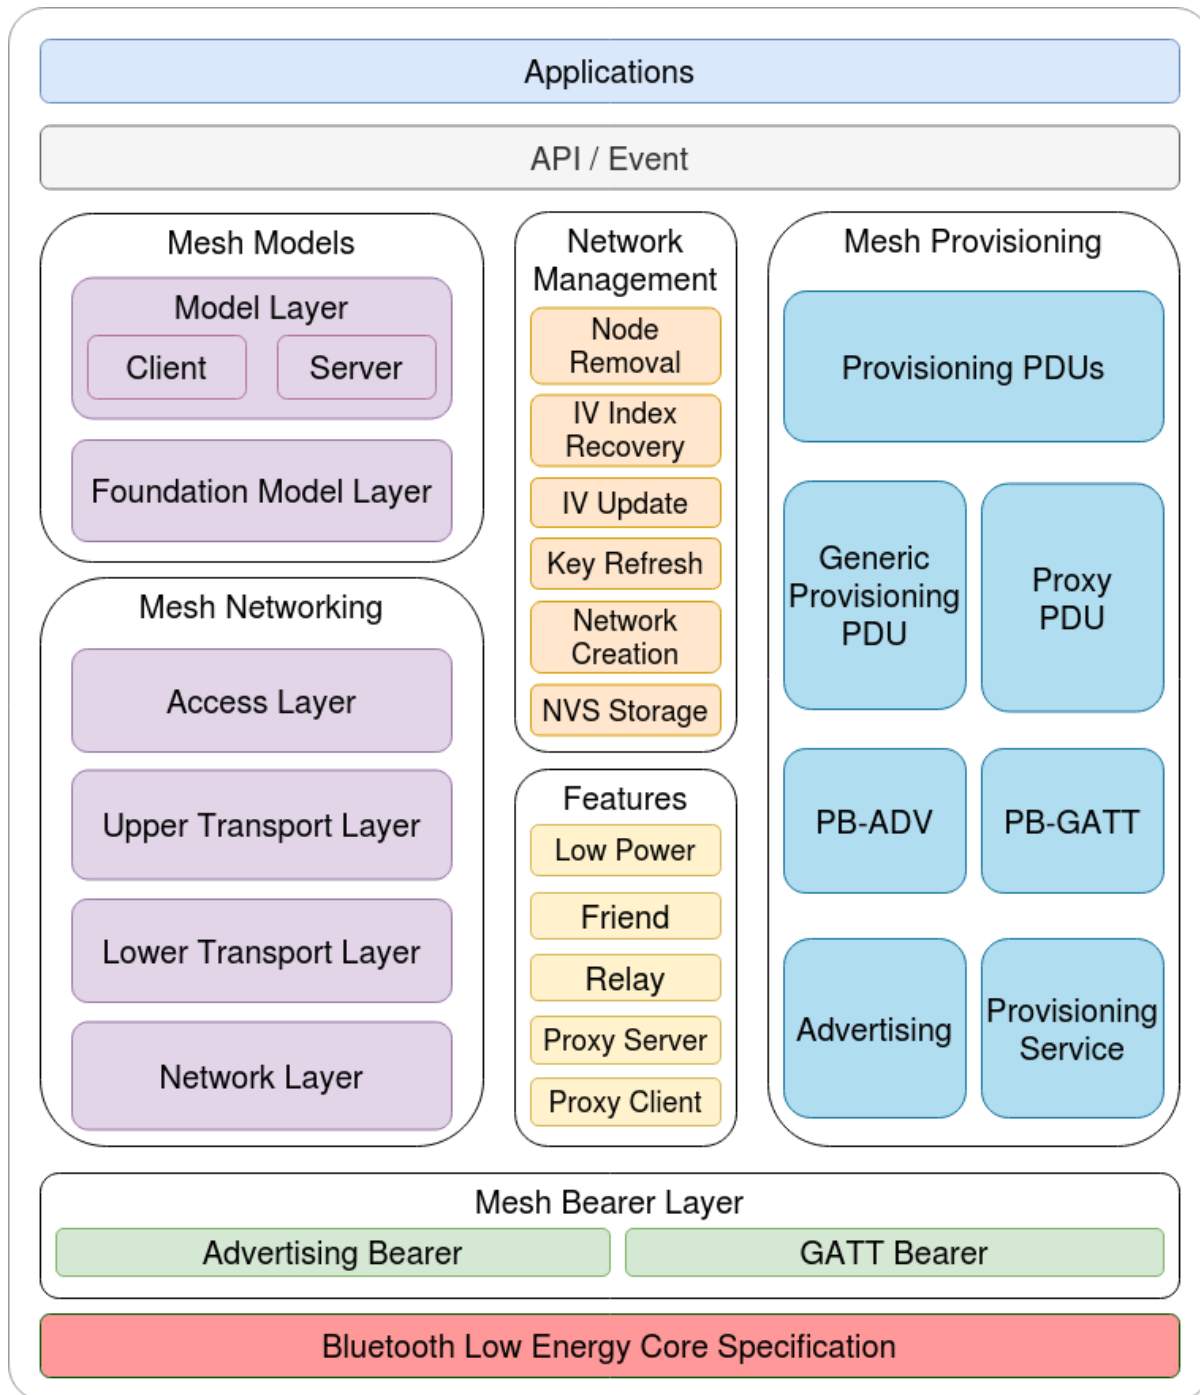 Applications
API / Event
Mesh Models
Model Layer
Client
Server
Foundation Model Layer
Mesh Networking
Access Layer
Upper Transport Layer
Lower Transport Layer
Network Layer
Network
Management
Node
Removal
IV Index
Recovery
IV Update
Key Refresh
Network
Creation
NVS Storage
Features
Low Power
Friend
Relay
Proxy Server
Proxy Client
Mesh Provisioning
Provisioning PDUs
Generic
Provisioning
PDU
Proxy
PDU
PB-ADV
PB-GATT
Advertising
Provisioning
Service
Mesh Bearer Layer
Advertising Bearer
GATT Bearer
Bluetooth Low Energy Core Specification